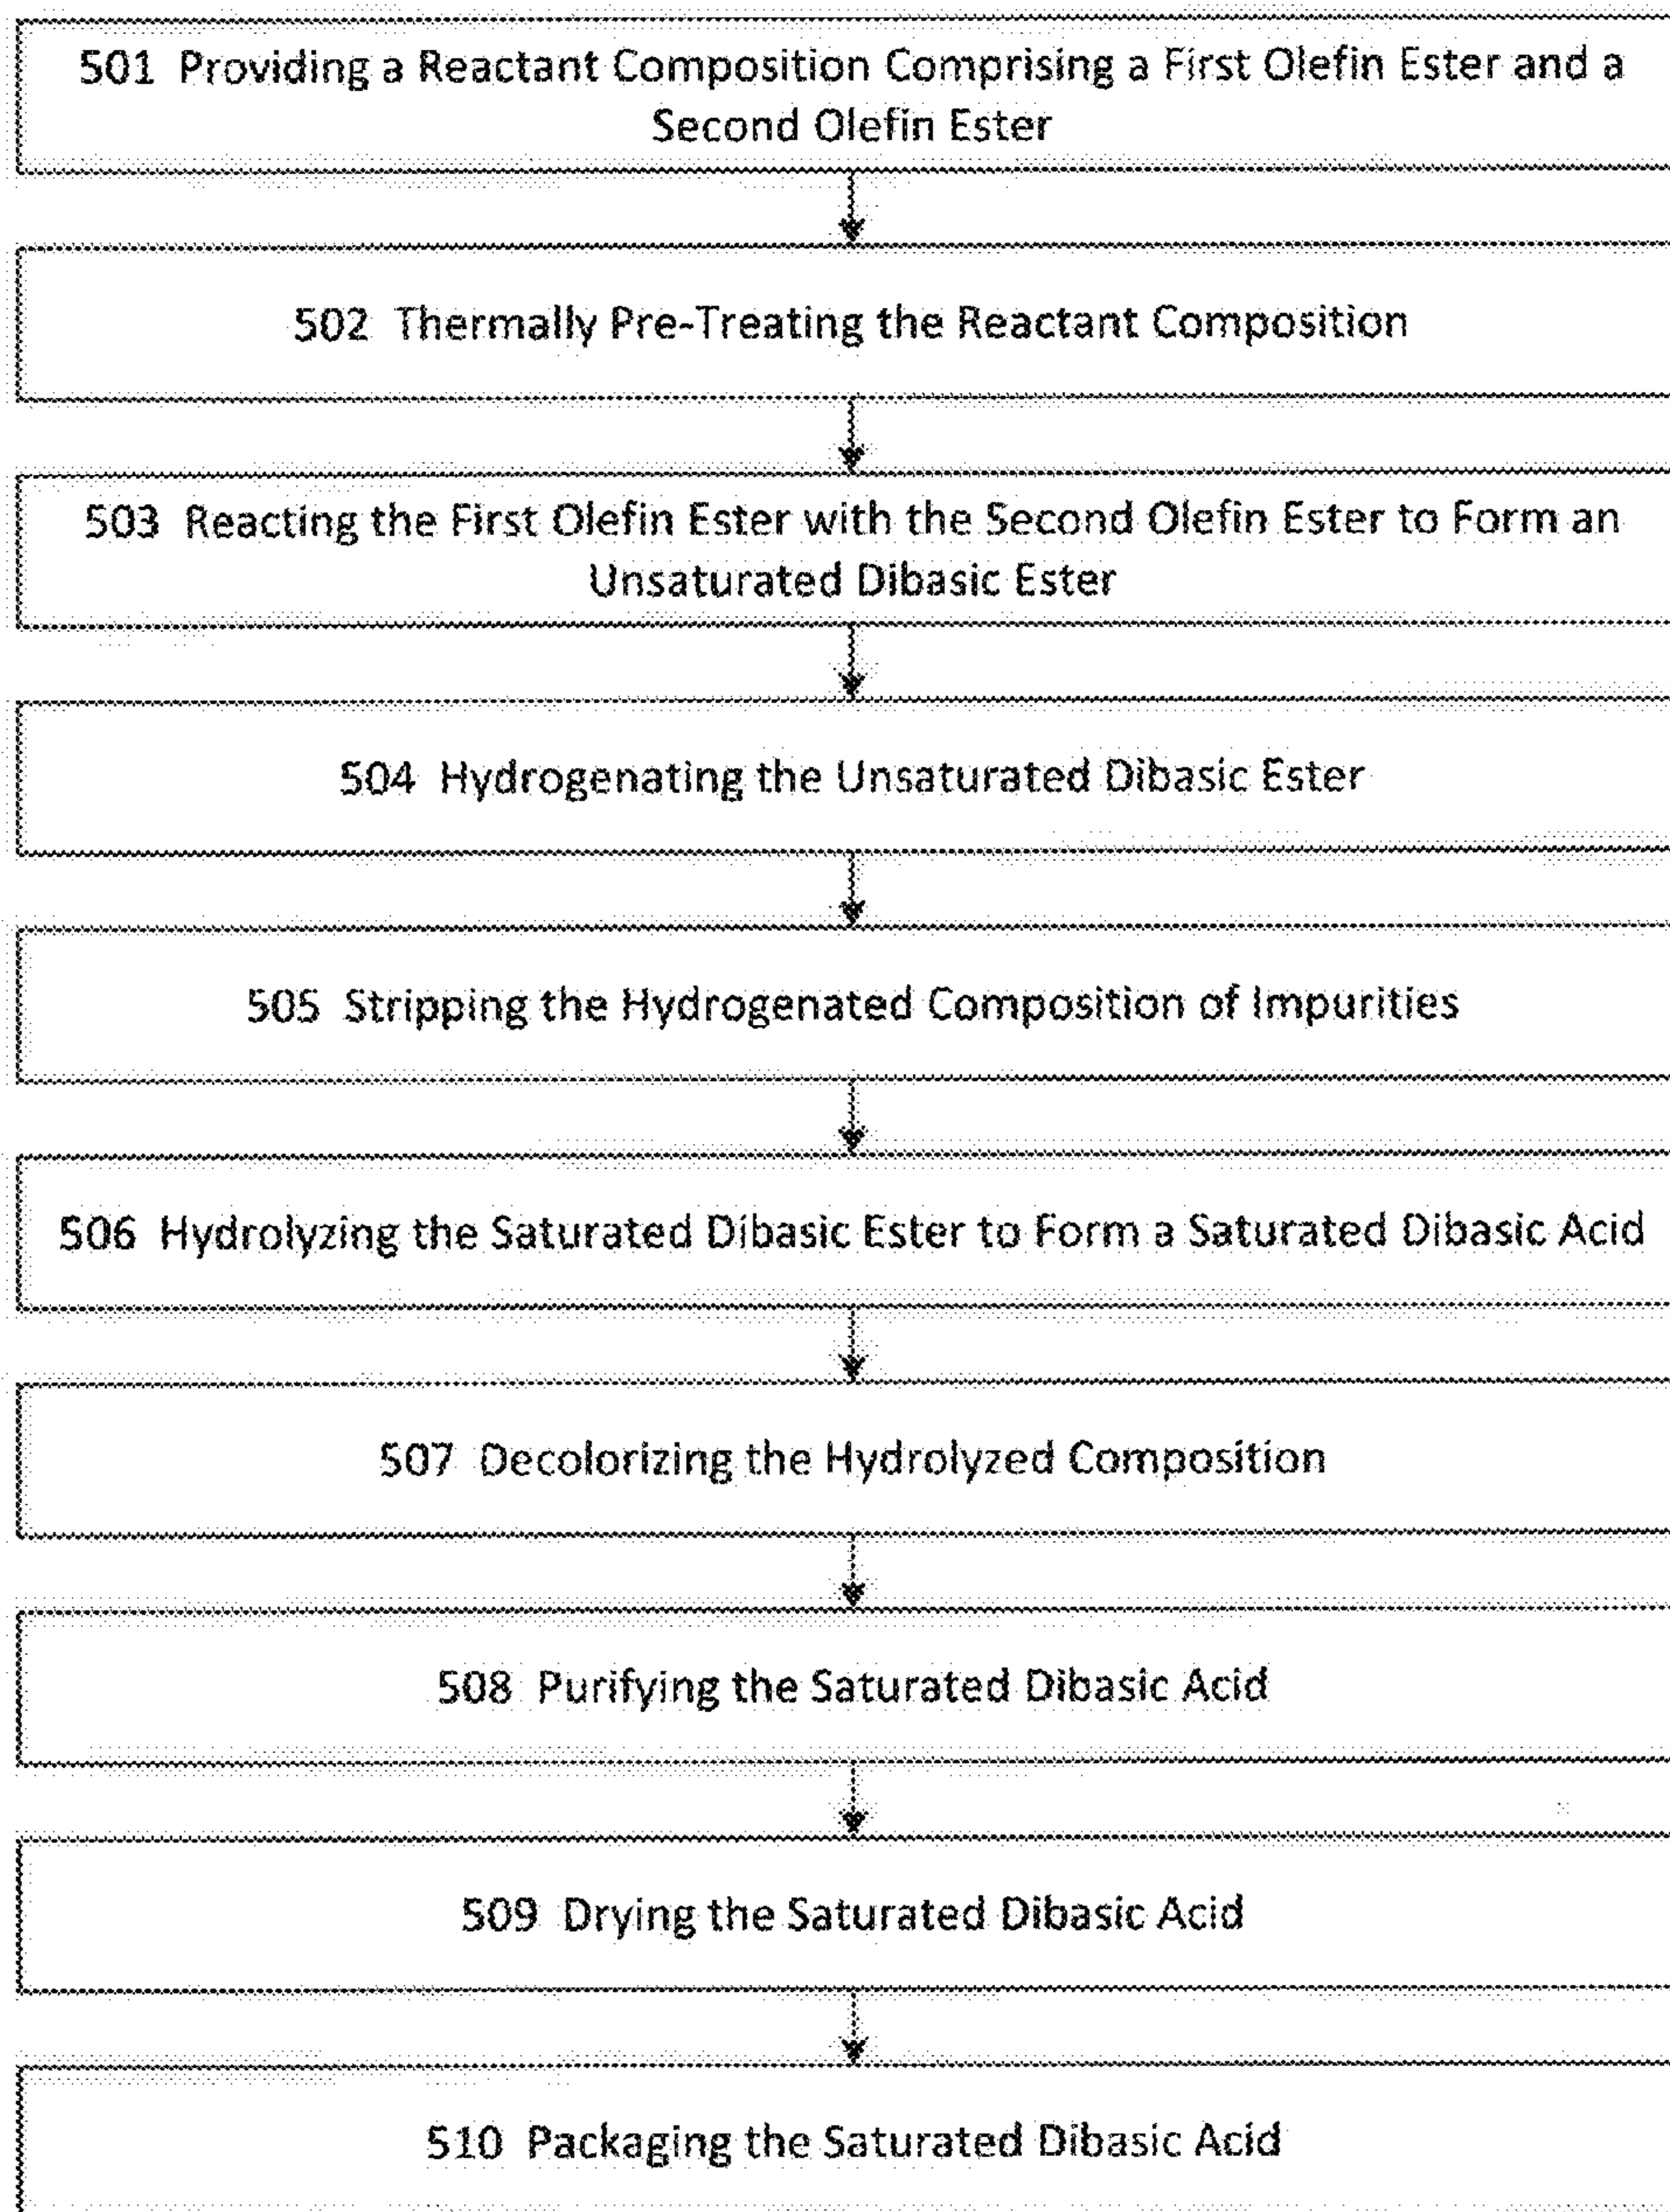 501 Providing a Reactant Composition Comprising a First Olefin Ester and a
Second Olefin Ester
502 Thermally Pre-Treating the Reactant Composition
503 Reacting the First Olefin Ester with the Second Olefin Ester to Form an
Unsaturated Dibasic Ester
504 Hydrogenating the Unsaturated Dibasic Ester
505 Stripping the Hydrogenated Composition of Impurities
506 Hydrolyzing the Saturated Dibasic Ester to Form a Saturated Dibasic Acid
507 Decolorizing the Hydrolyzed Composition
508 Purifying the Saturated Dibasic Acid
509 Drying the Saturated Dibasic Acid
510 Packaging the Saturated Dibasic Acid